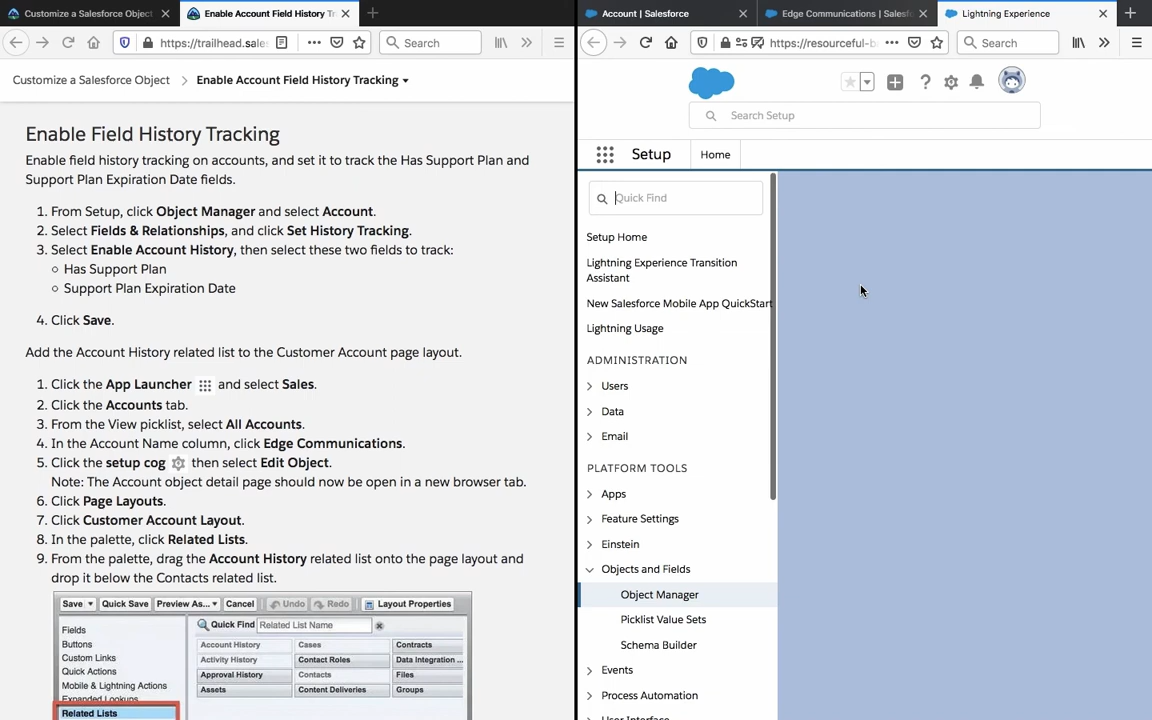 Customize a Salesforce Object
Enable Account Field History Tr
Account | Salesforce
Edge Communications | Salesf
Lightning Experience
https://trailhead.sale
Search
https://resourceful-b
Search
Customize a Salesforce Object
Enable Account Field History Tracking
Search Setup
Setup
Home
Enable Field History Tracking
Enable field history tracking on accounts, and set it to track the Has Support Plan and
Support Plan Expiration Date fields.
1. From Setup, click Object Manager and select Account.
2. Select Fields & Relationships, and click Set History Tracking.
3. Select Enable Account History, then select these two fields to track:
Has Support Plan
Support Plan Expiration Date
4. Click Save.
Add the Account History related list to the Customer Account page layout.
1. Click the App Launcher and select Sales.
2. Click the Accounts tab.
3. From the View picklist, select All Accounts.
4. In the Account Name column, click Edge Communications.
5. Click the setup cog then select Edit Object.
Note: The Account object detail page should now be open in a new browser tab.
6. Click Page Layouts.
7. Click Customer Account Layout.
8. In the palette, click Related Lists.
9. From the palette, drag the Account History related list onto the page layout and
drop it below the Contacts related list.
Save Quick Save Preview As... Cancel Undo Redo Layout Properties
Fields
Buttons
Custom Links
Quick Actions
Mobile & Lightning Actions
Expanded Lookups
Related Lists
Quick Find Related List Name
Account History Cases Contracts
Activity History Contact Roles Data Integration ...
Approval History Contacts Files
Assets Content Deliveries Groups
Quick Find
Setup Home
Lightning Experience Transition
Assistant
New Salesforce Mobile App QuickStart
Lightning Usage
ADMINISTRATION
Users
Data
Email
PLATFORM TOOLS
Apps
Feature Settings
Einstein
Objects and Fields
Object Manager
Picklist Value Sets
Schema Builder
Events
Process Automation
User Interface